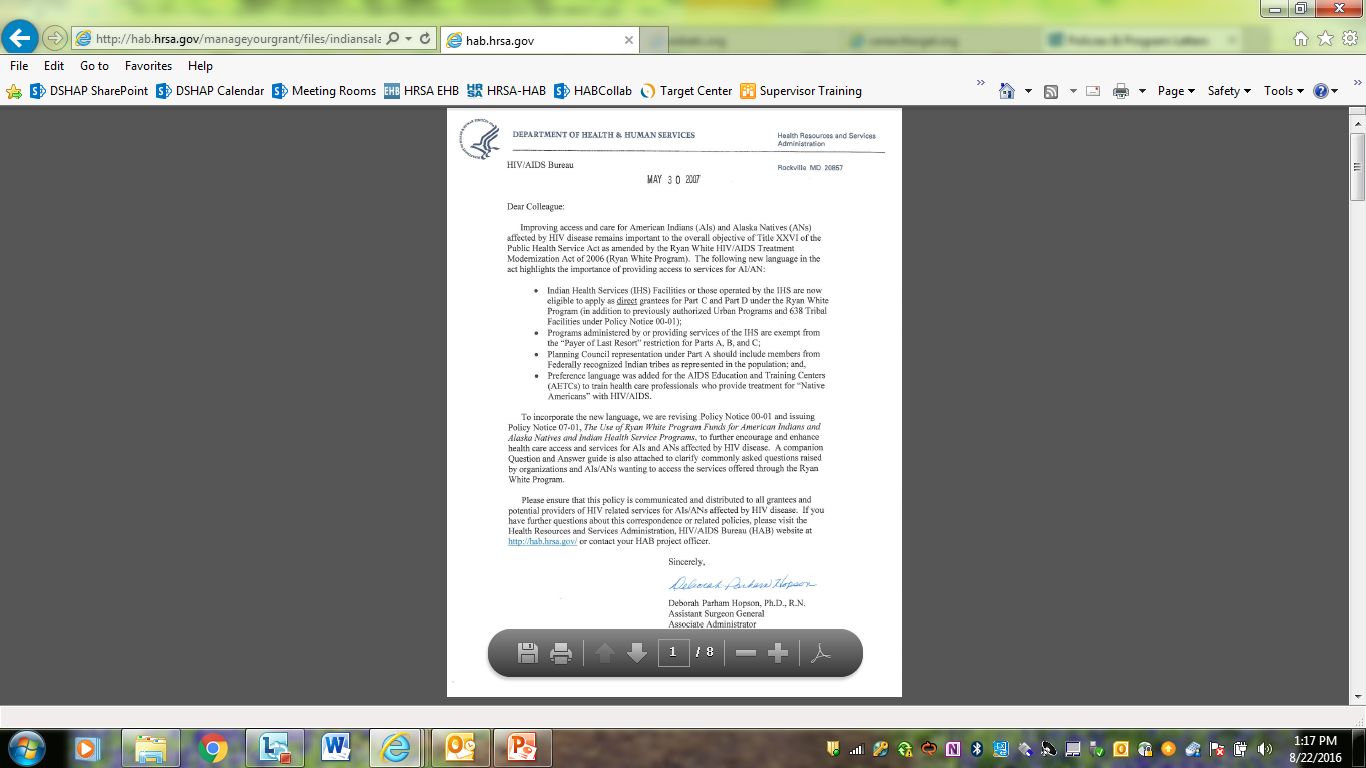 http://hab.hrsa.gov/manageyourgrant/files/indiansala
hab.hrsa.gov
Policies & Program Letters
File Edit Go to Favorites Help
DSHAP SharePoint DSHAP Calendar Meeting Rooms HRSA EHB HRSA-HAB HABCollab Target Center Supervisor Training
Page Safety Tools
DEPARTMENT OF HEALTH & HUMAN SERVICES
Health Resources and Services
Administration
HIV/AIDS Bureau
Rockville MD 20857
MAY 30 2007
Dear Colleague:
Improving access and care for American Indians (AIs) and Alaska Natives (ANs)
affected by HIV disease remains important to the overall objective of Title XXVI of the
Public Health Service Act as amended by the Ryan White HIV/AIDS Treatment
Modernization Act of 2006 (Ryan White Program). The following new language in the
act highlights the importance of providing access to services for AI/AN:
• Indian Health Services (IHS) Facilities or those operated by the IHS are now
eligible to apply as direct grantees for Part C and Part D under the Ryan White
Program (in addition to previously authorized Urban Programs and 638 Tribal
Facilities under Policy Notice 00-01);
• Programs administered by or providing services of the IHS are exempt from
the “Payer of Last Resort” restriction for Parts A, B, and C;
• Planning Council representation under Part A should include members from
Federally recognized Indian tribes as represented in the population; and,
• Preference language was added for the AIDS Education and Training Centers
(AETCs) to train health care professionals who provide treatment for “Native
Americans” with HIV/AIDS.
To incorporate the new language, we are revising Policy Notice 00-01 and issuing
Policy Notice 07-01, The Use of Ryan White Program Funds for American Indians and
Alaska Natives and Indian Health Service Programs, to further encourage and enhance
health care access and services for AIs and ANs affected by HIV disease. A companion
Question and Answer guide is also attached to clarify commonly asked questions raised
by organizations and AIs/ANs wanting to access the services offered through the Ryan
White Program.
Please ensure that this policy is communicated and distributed to all grantees and
potential providers of HIV related services for AIs/ANs affected by HIV disease. If you
have further questions about this correspondence or related policies, please visit the
Health Resources and Services Administration, HIV/AIDS Bureau (HAB) website at
http://hab.hrsa.gov/ or contact your HAB project officer.
Sincerely,
Deborah Parham Hopson
Deborah Parham Hopson, Ph.D., R.N.
Assistant Surgeon General
Associate Administrator
1 / 8
1:17 PM
8/22/2016